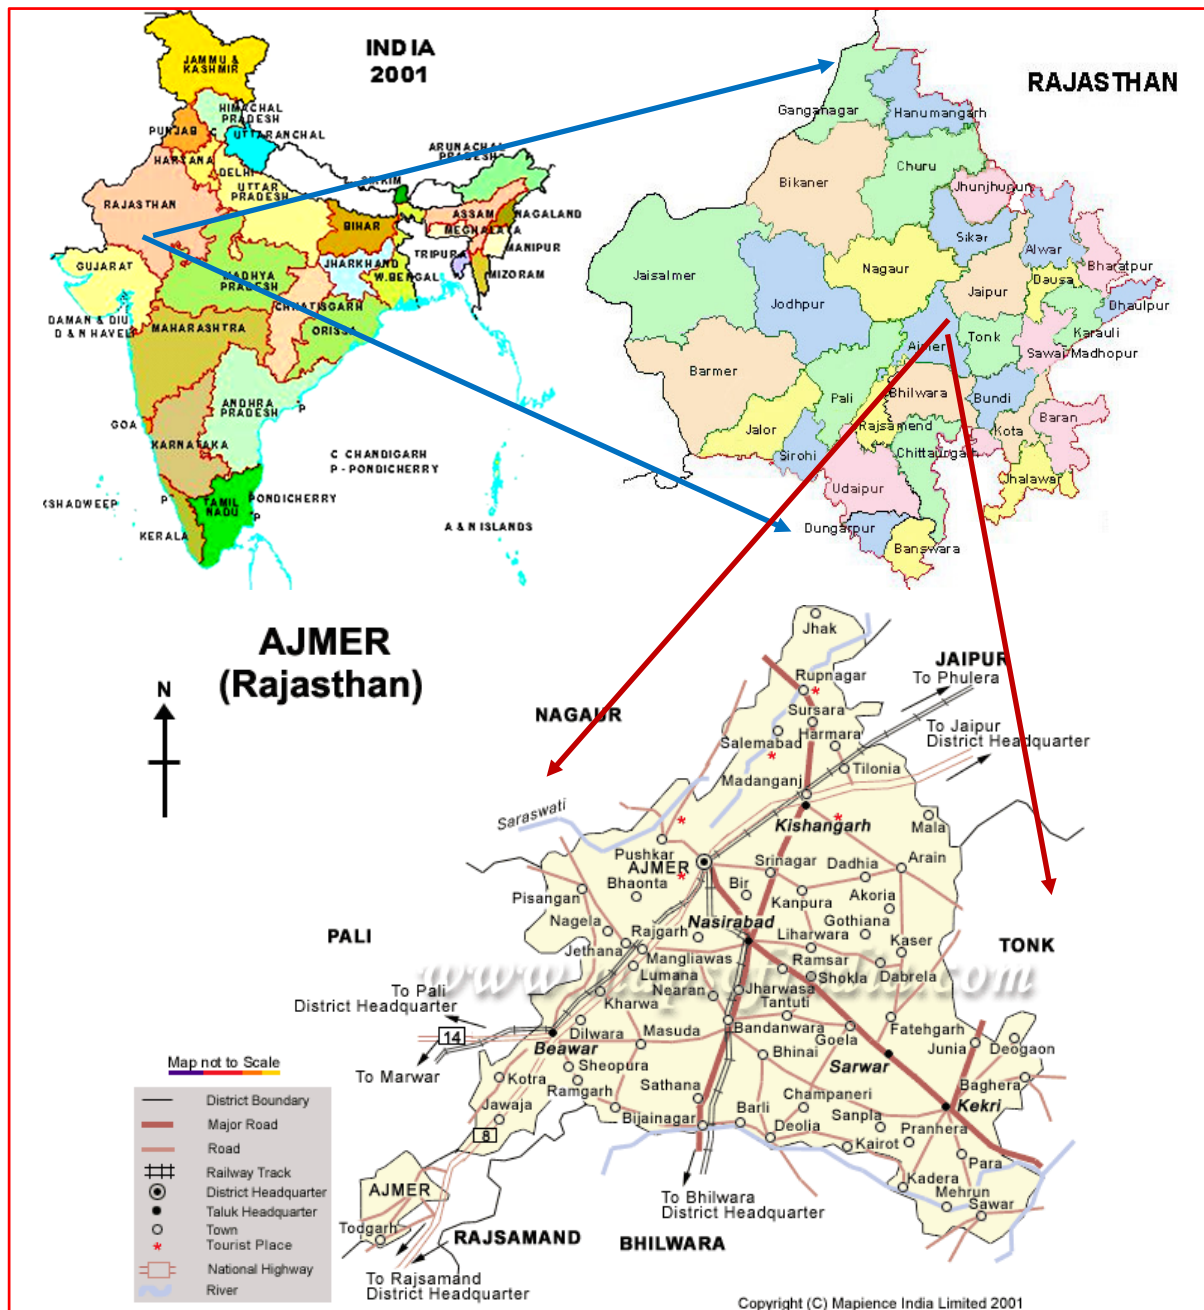 INDIA
2001
JAMMU &
KASHMIR
HIMACHAL
PRADESH
PUNJAB
C
UTTARANCHAL
HARYANA
DELHI
UTTAR
PRADESH
RAJASTHAN
ARUNACHAL
PRADESH
SIKKIM
ASSAM
NAGALAND
MEGHALAYA
MANIPUR
BIHAR
TRIPURA
MIZORAM
JHARKHAND
W.BENGAL
GUJARAT
MADHYA
PRADESH
CHHATISGARH
ORISSA
DAMAN & DIU
D & N HAVELI
MAHARASHTRA
ANDHRA
PRADESH
P
GOA
KARNATAKA
C CHANDIGARH
P - PONDICHERRY
KSHADWEEP
P
TAMIL
NADU
PONDICHERRY
P
P
KERALA
A & N ISLANDS
RAJASTHAN
Ganganagar
Hanumangarh
Churu
Bikaner
Jhunjhunun
Sikar
Alwar
Bharatpur
Jaisalmer
Nagaur
Jaipur
Dausa
Dhaulpur
Jodhpur
Ajmer
Tonk
Karauli
Sawai Madhopur
Barmer
Pali
Bhilwara
Bundi
Baran
Jalor
Rajsamend
Kota
Sirohi
Chittaurgarh
Jhalawar
Udaipur
Dungarpur
Banswara
AJMER
(Rajasthan)
N
NAGAUR
JAIPUR
PALI
TONK
RAJSAMAND
BHILWARA
Jhak
Rupnagar
To Phulera
Sursara
To Jaipur
District Headquarter
Salemabad
Harmara
Madanganj
Tilonia
Saraswati
Kishangarh
Mala
Pushkar
AJMER
Srinagar
Dadhia
Arain
Pisangan
Bhaonta
Bir
Kanpura
Akoria
Nagela
Rajgarh
Nasirabad
Gothiana
Liharwara
Kaser
Jethana
Mangliawas
Ramsar
www.mapsofindia.com
Lumana
Shokla
Dabrela
To Pali
District Headquarter
Nearan
Jharwasa
Kharwa
Tantuti
14
Dilwara
Masuda
Bandanwara
Goela
Fatehgarh
Beawar
Junia
Deogaon
To Marwar
Sheopura
Bhinai
Sarwar
Kotra
Ramgarh
Sathana
Baghera
Champaneri
Kekri
Jawaja
Bijainagar
Barli
Sanpla
8
Deolia
Pranhera
Kairot
Para
AJMER
To Bhilwara
District Headquarter
Kadera
Mehrun
Sawar
Todgarh
To Rajsamand
District Headquarter
Map not to Scale
District Boundary
Major Road
Road
Railway Track
District Headquarter
Taluk Headquarter
Town
Tourist Place
National Highway
River
Copyright (C) Mapience India Limited 2001